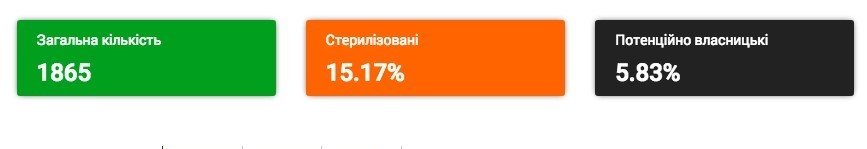 Загальна кількість
1865
Стерилізовані
15.17%
Потенційно власницькі
5.83%